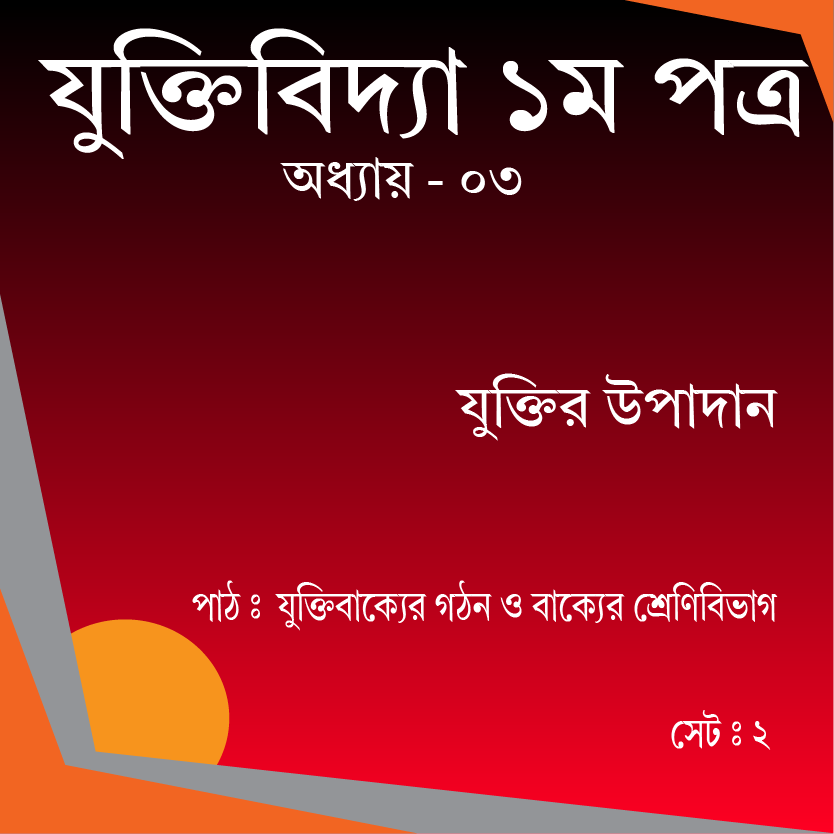 যুক্তিবিদ্যা ১ম পত্র
অধ্যায় - ০৩
যুক্তির উপাদান
পাঠ ঃ যুক্তিবাক্যের গঠন ও বাক্যের শ্রেণিবিভাগ
সেট ঃ ২